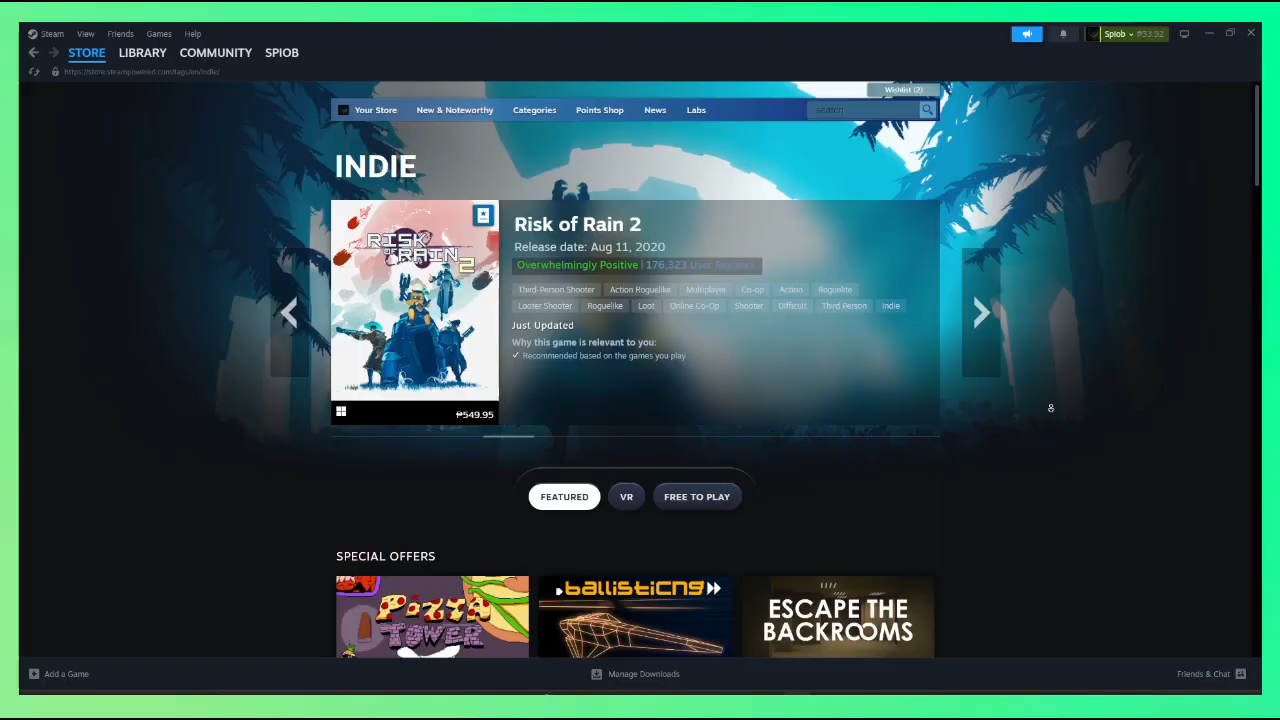 Steam View Friends Games Help
Spiob ₱33.92
STORE LIBRARY COMMUNITY SPIOB
https://store.steampowered.com/tags/en/indie/
Wishlist (2)
Your Store New & Noteworthy Categories Points Shop News Labs search
INDIE
RISK OF RAIN 2
Risk of Rain 2
Release date: Aug 11, 2020
Overwhelmingly Positive | 176,323 User Reviews
Third-Person Shooter Action Roguelike Multiplayer Co-op Action Roguelite
Looter Shooter Roguelike Loot Online Co-Op Shooter Difficult Third Person Indie
Just Updated
Why this game is relevant to you:
Recommended based on the games you play
₱549.95
FEATURED VR FREE TO PLAY
SPECIAL OFFERS
PIZZA TOWER
BALLISTICNG
ESCAPE THE
BACKROOMS
Add a Game Manage Downloads Friends & Chat